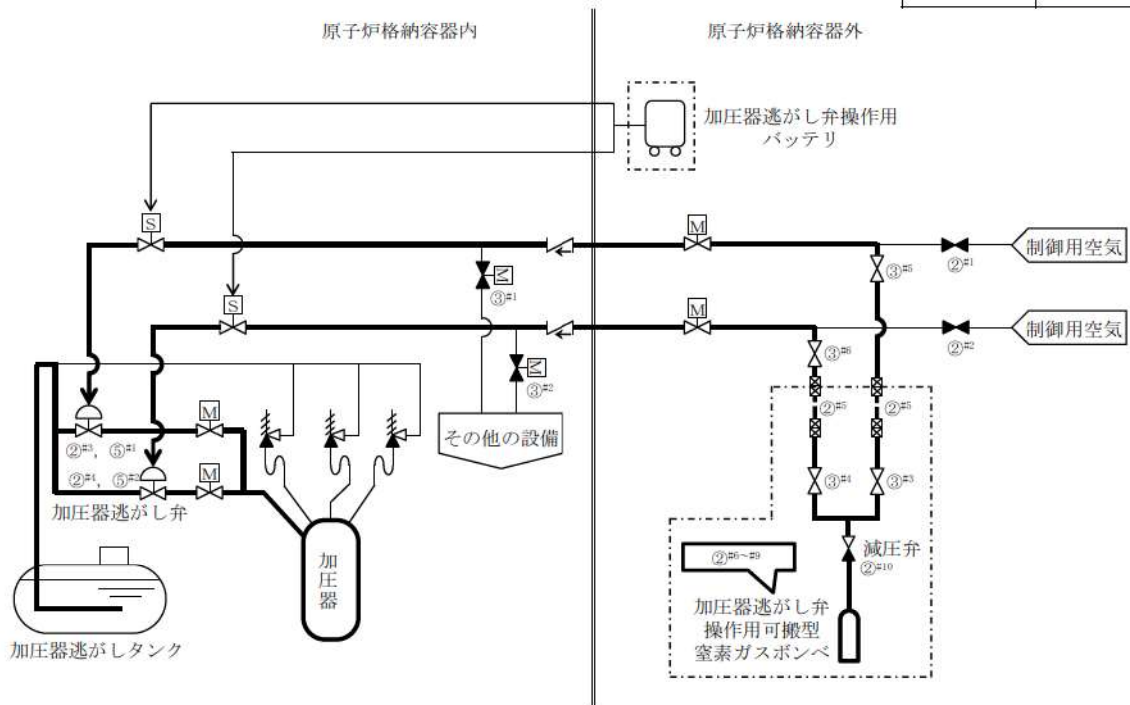 原子炉格納容器内
原子炉格納容器外
加圧器逃がし弁操作用
バッテリ
S
M
制御用空気
②#1
③#5
M
③#1
S
M
制御用空気
②#2
③#6
M
③#2
②#5
②#5
その他の設備
M
②#3, ⑤#1
M
②#4, ⑤#2
加圧器逃がし弁
③#4
③#3
減圧弁
②#10
②#6~#9
加圧器
加圧器逃がし弁
操作用可搬型
窒素ガスボンベ
加圧器逃がしタンク